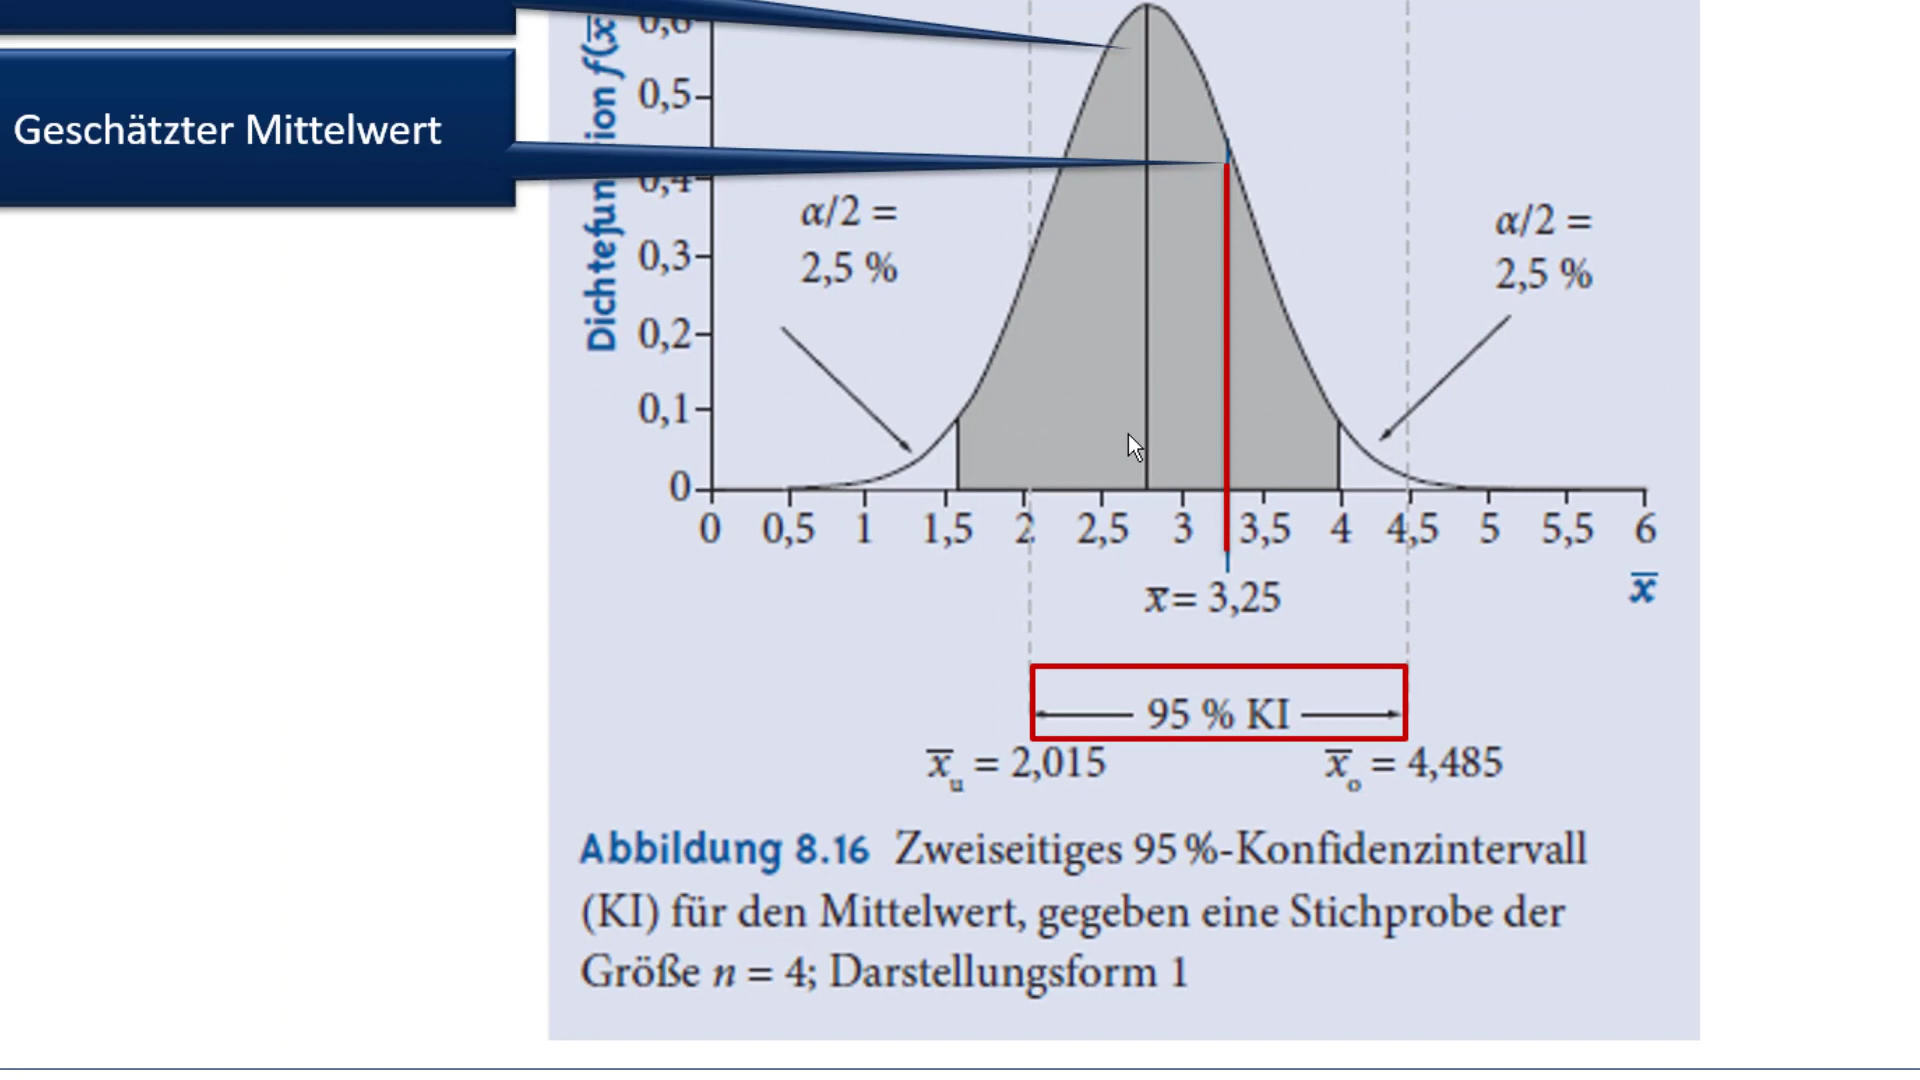 Geschätzter Mittelwert
0,5
0,4
0,3
0,2
0,1
0
α/2 =
2,5 %
α/2 =
2,5 %
0 0,5 1 1,5 2 2,5 3 3,5 4 4,5 5 5,5 6
x̅
x̅ = 3,25
95 % KI
x̅u = 2,015 x̅o = 4,485
Abbildung 8.16 Zweiseitiges 95 %-Konfidenzintervall
(KI) für den Mittelwert, gegeben eine Stichprobe der
Größe n = 4; Darstellungsform 1